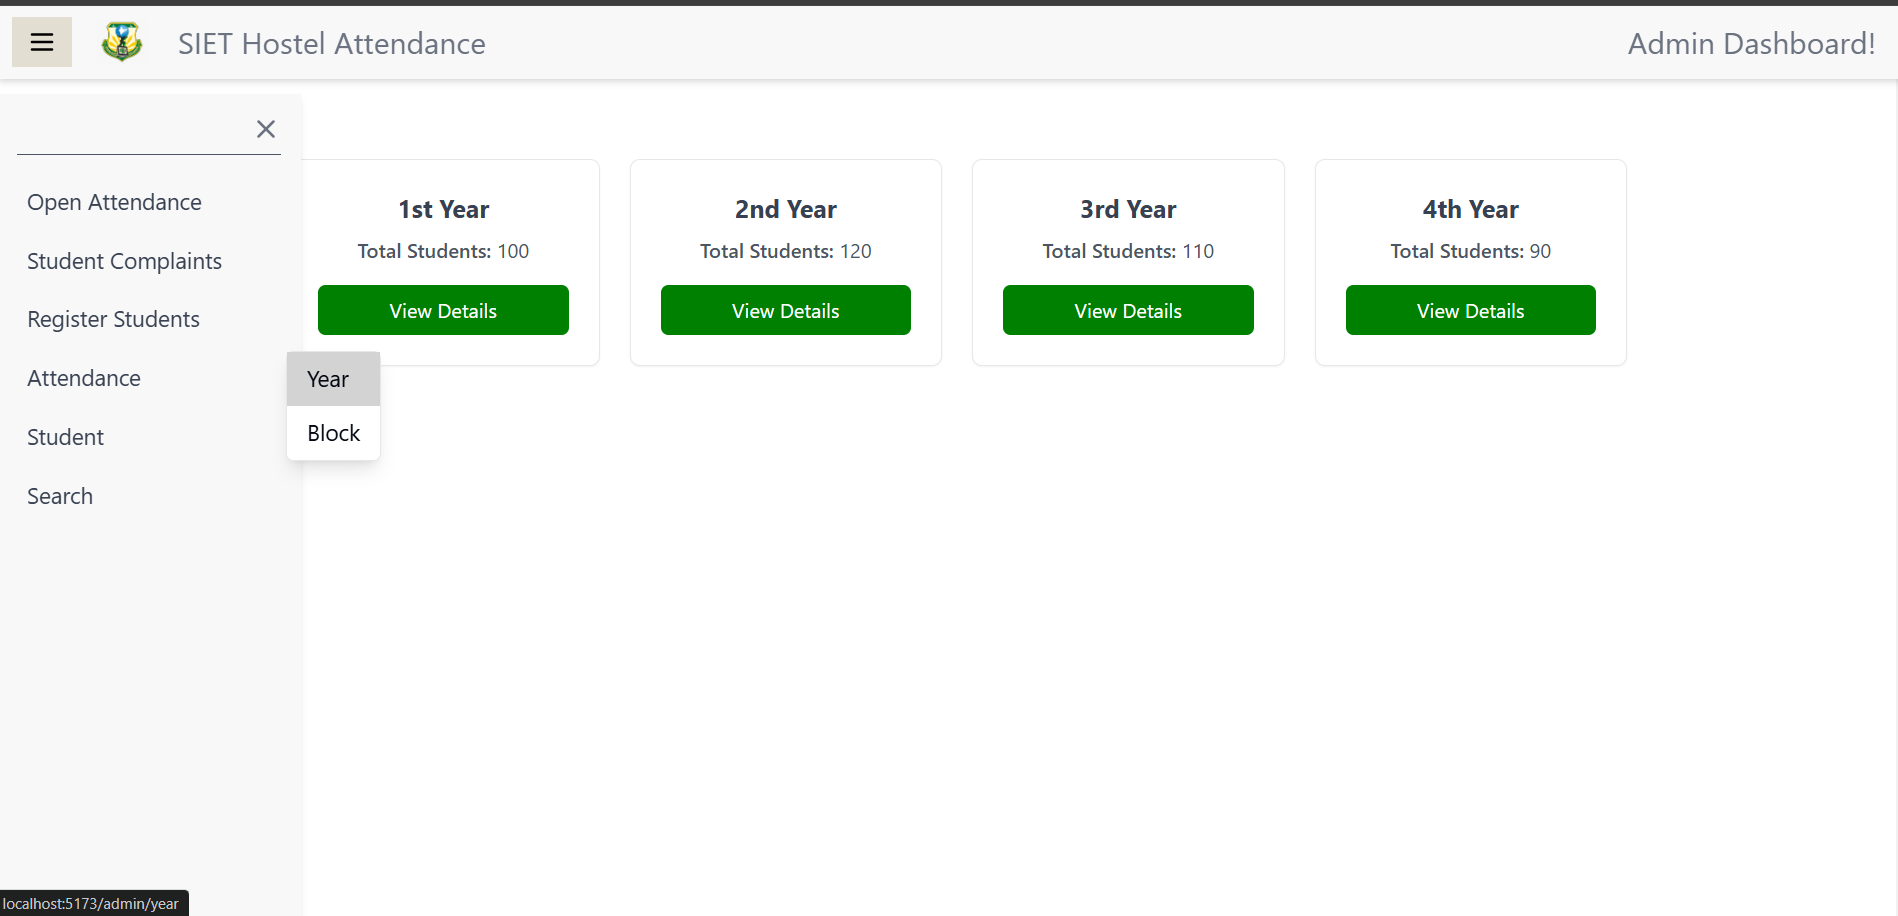 SIET Hostel Attendance
Admin Dashboard!
Open Attendance
Student Complaints
Register Students
Attendance
Student
Search
Year
Block
1st Year
Total Students: 100
View Details
2nd Year
Total Students: 120
View Details
3rd Year
Total Students: 110
View Details
4th Year
Total Students: 90
View Details
localhost:5173/admin/year